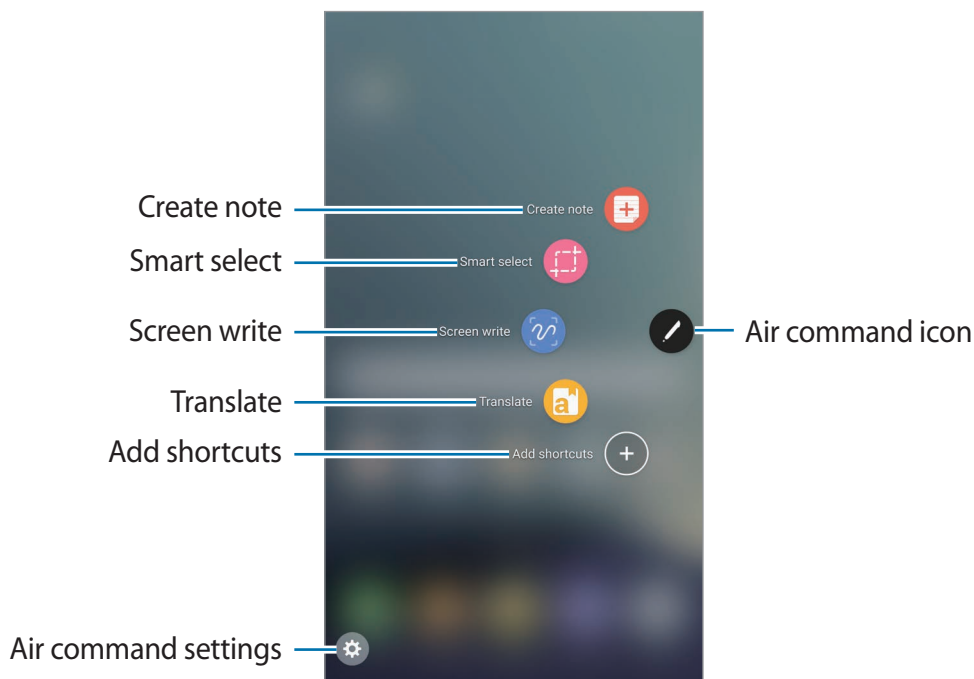 Create note
Create note
Smart select
Smart select
Screen write
Screen write
Air command icon
Translate
Translate
a
Add shortcuts
Add shortcuts
Air command settings